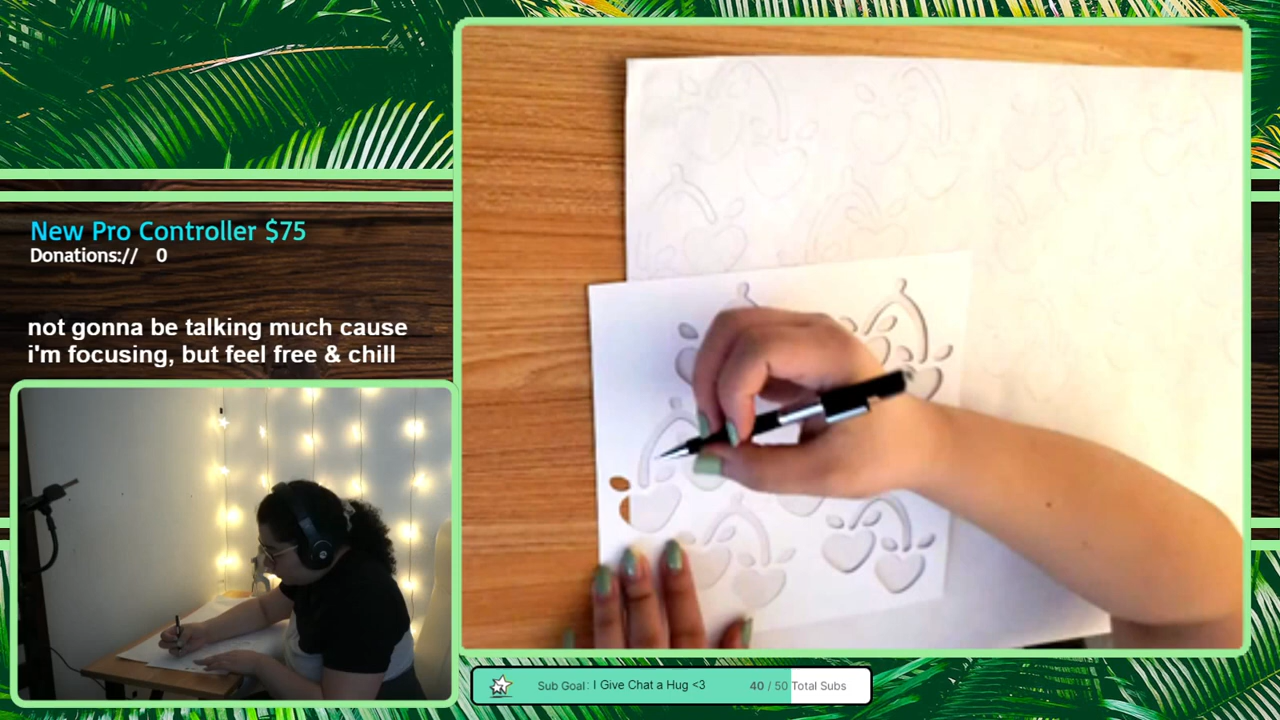 New Pro Controller $75
Donations:// 0
not gonna be talking much cause
i'm focusing, but feel free & chill
Sub Goal: I Give Chat a Hug <3 40 / 50 Total Subs